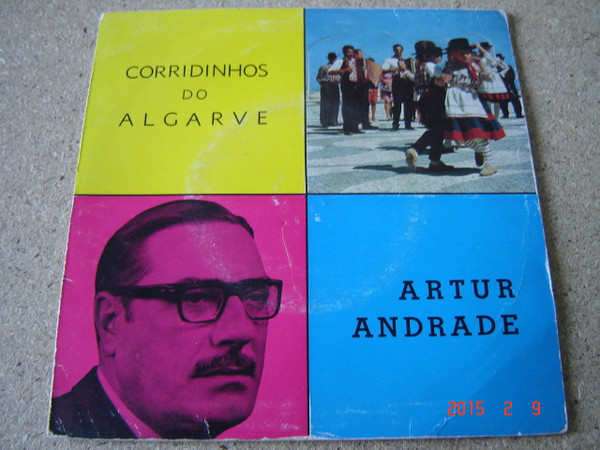 CORRIDINHOS
DO
ALGARVE
ARTUR
ANDRADE
2015 2 9